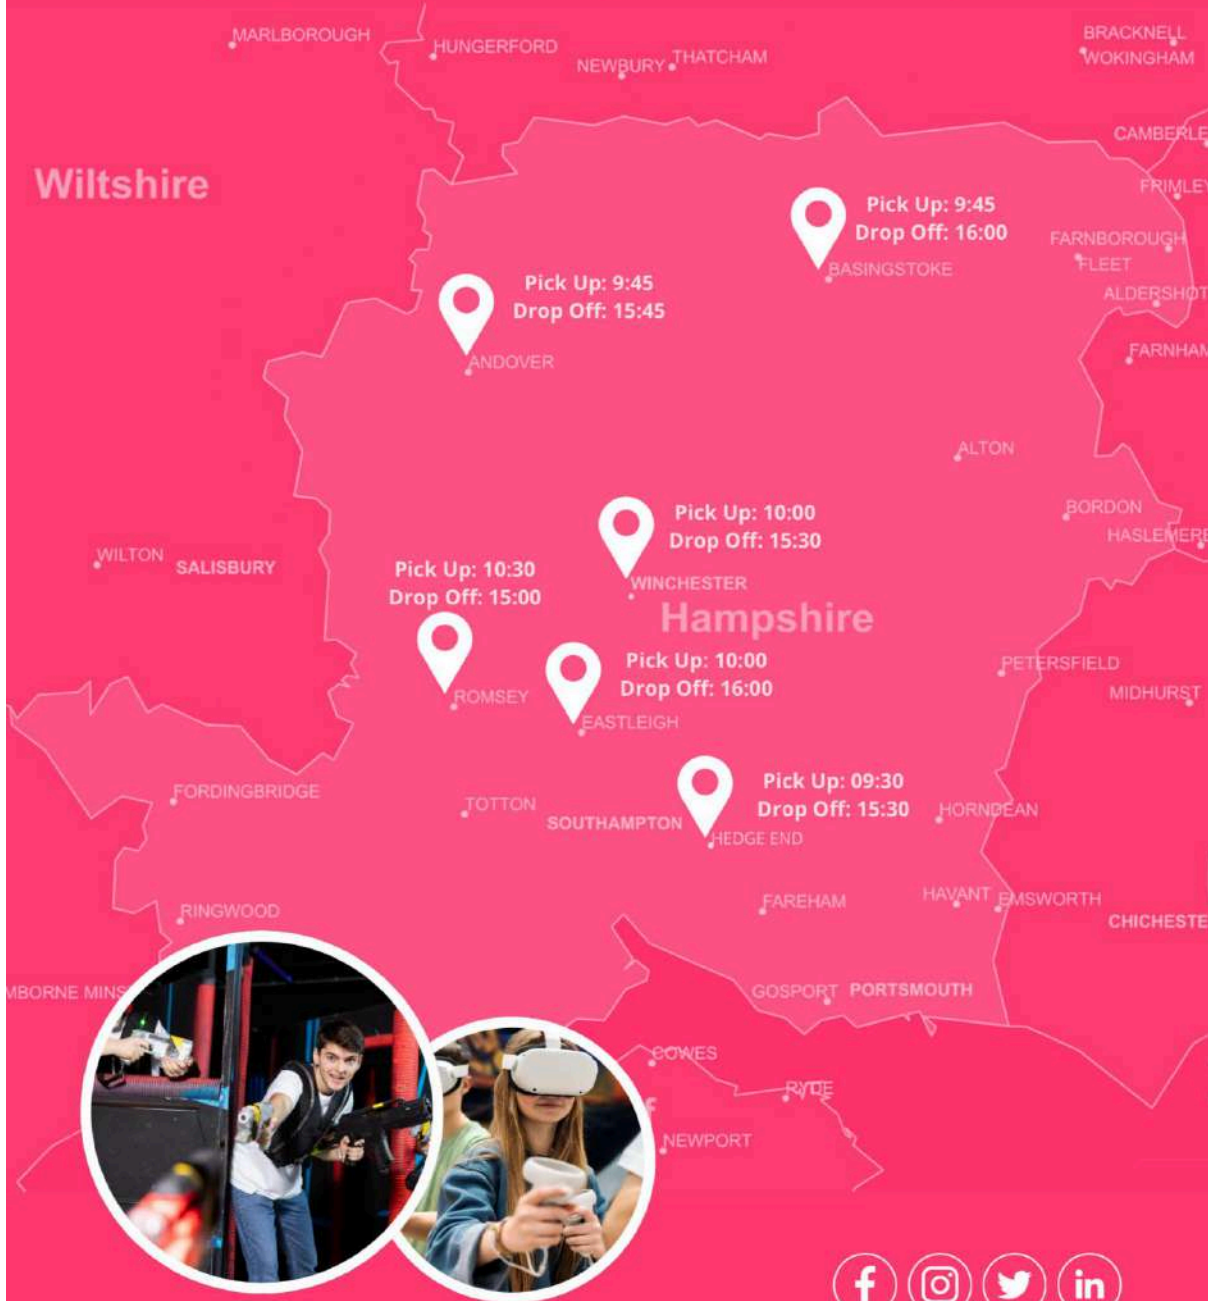 MARLBOROUGH
HUNGERFORD
NEWBURY
THATCHAM
BRACKNELL
WOKINGHAM
CAMBERLE
Wiltshire
FRIMLEY
Pick Up: 9:45
Drop Off: 16:00
BASINGSTOKE
FARNBOROUGH
FLEET
ALDERSHOT
Pick Up: 9:45
Drop Off: 15:45
ANDOVER
FARNHAM
ALTON
BORDON
HASLEMERE
Pick Up: 10:00
Drop Off: 15:30
WINCHESTER
WILTON
SALISBURY
Pick Up: 10:30
Drop Off: 15:00
ROMSEY
Hampshire
Pick Up: 10:00
Drop Off: 16:00
EASTLEIGH
PETERSFIELD
MIDHURST
Pick Up: 09:30
Drop Off: 15:30
HEDGE END
FORDINGBRIDGE
TOTTON
SOUTHAMPTON
HORNDEAN
RINGWOOD
FAREHAM
HAVANT
EMSWORTH
CHICHESTE
MBORNE MINS
GOSPORT
PORTSMOUTH
COWES
RYDE
f
NEWPORT
f
in